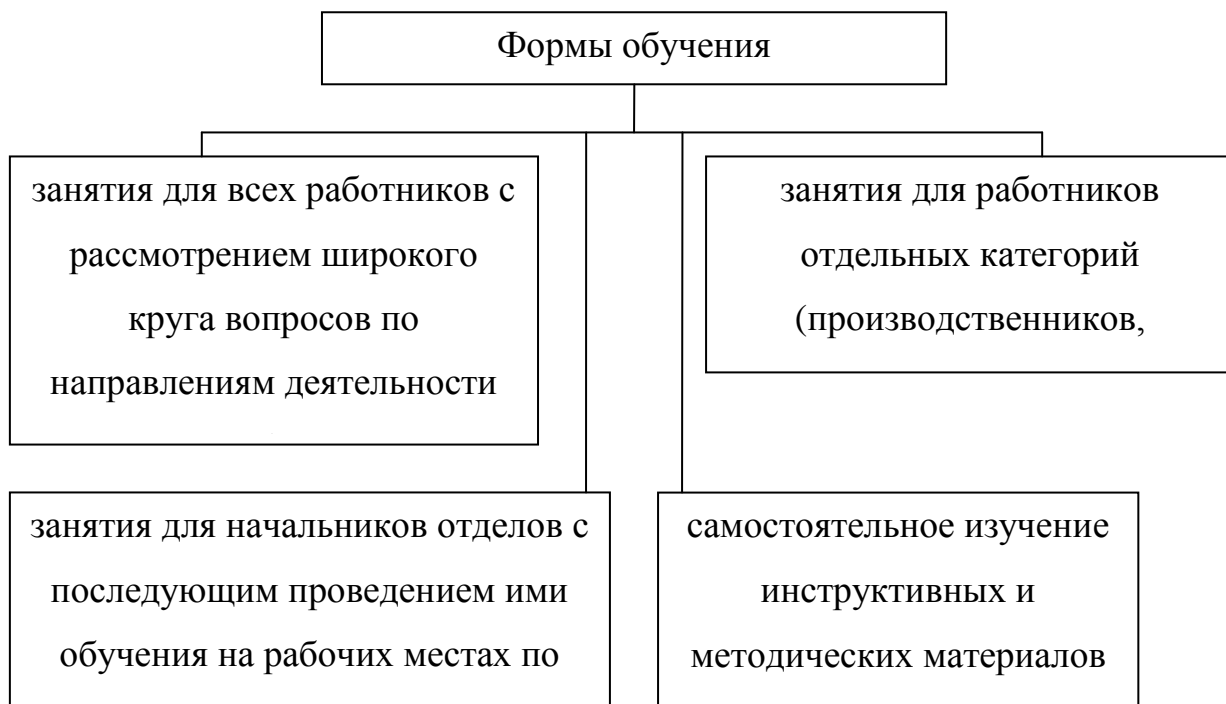 Формы обучения
занятия для всех работников с
рассмотрением широкого
круга вопросов по
направлениям деятельности
занятия для работников
отдельных категорий
(производственников,
занятия для начальников отделов с
последующим проведением ими
обучения на рабочих местах по
самостоятельное изучение
инструктивных и
методических материалов